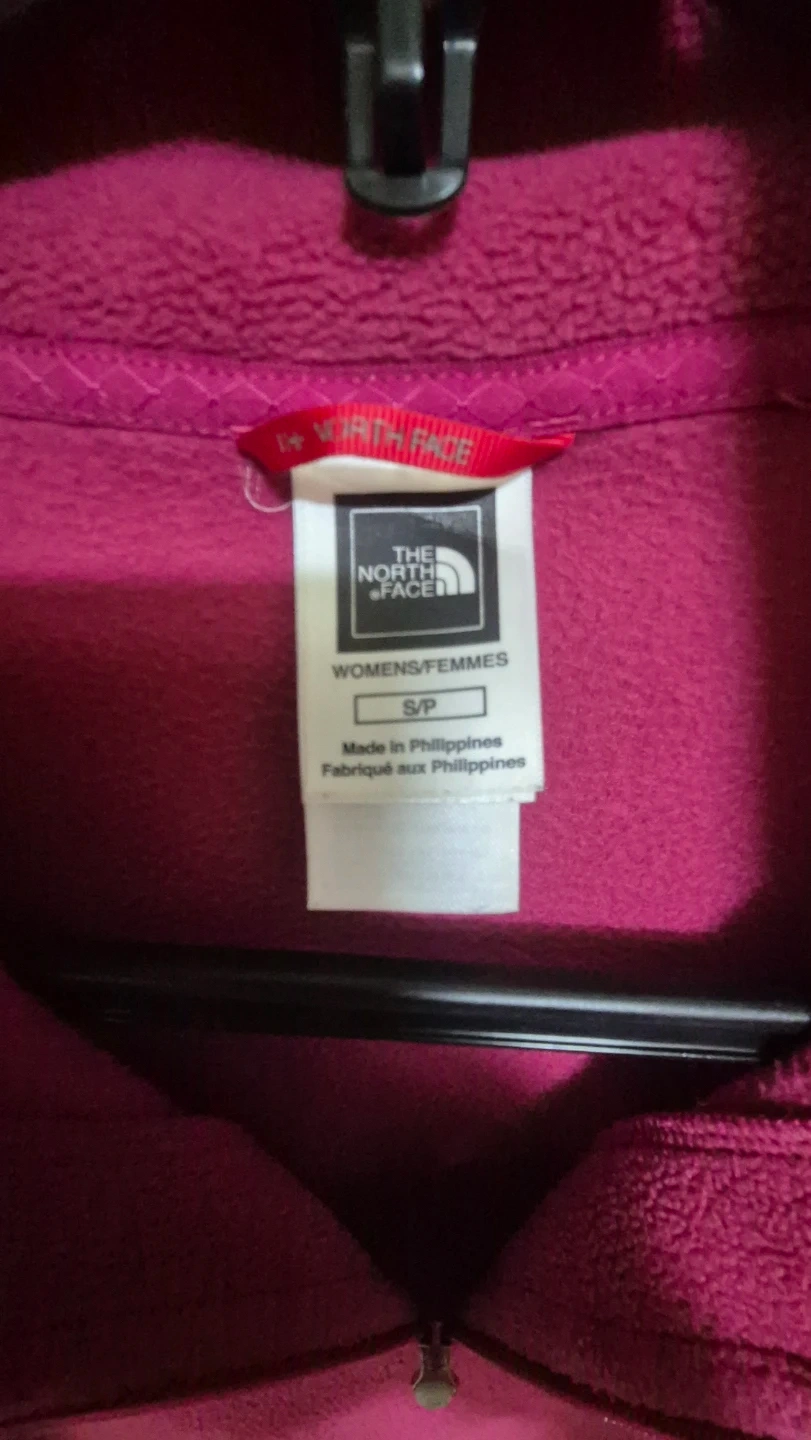 NORTH FACE
THE
NORTH
FACE
WOMENS/FEMMES
S/P
Made in Philippines
Fabriqué aux Philippines